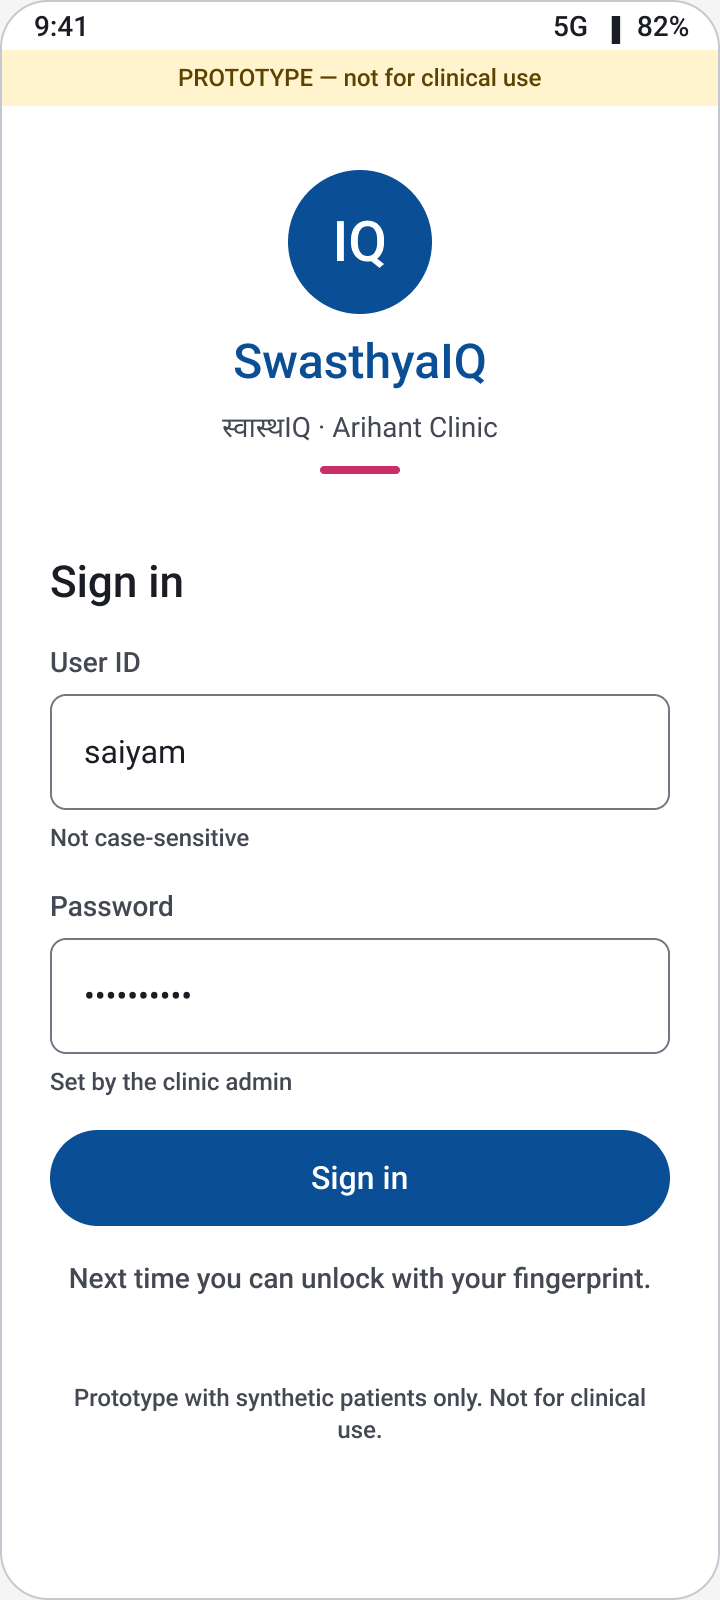 9:41 5G 82%
PROTOTYPE — not for clinical use
IQ
SwasthyaIQ
स्वास्थIQ · Arihant Clinic
Sign in
User ID
saiyam
Not case-sensitive
Password
••••••••••
Set by the clinic admin
Sign in
Next time you can unlock with your fingerprint.
Prototype with synthetic patients only. Not for clinical
use.